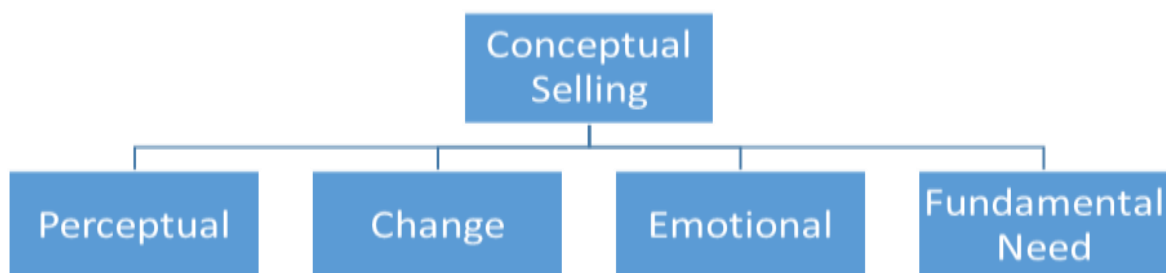 Conceptual
Selling
Perceptual
Change
Emotional
Fundamental
Need